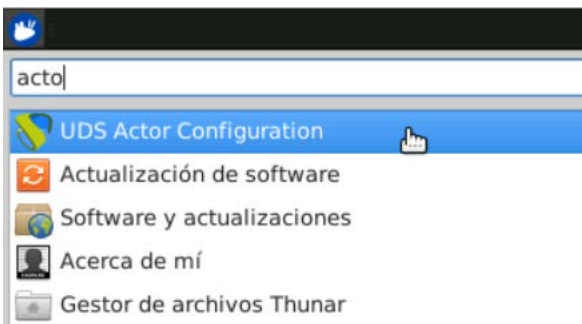 acto
UDS Actor Configuration
Actualización de software
Software y actualizaciones
Acerca de mí
Gestor de archivos Thunar